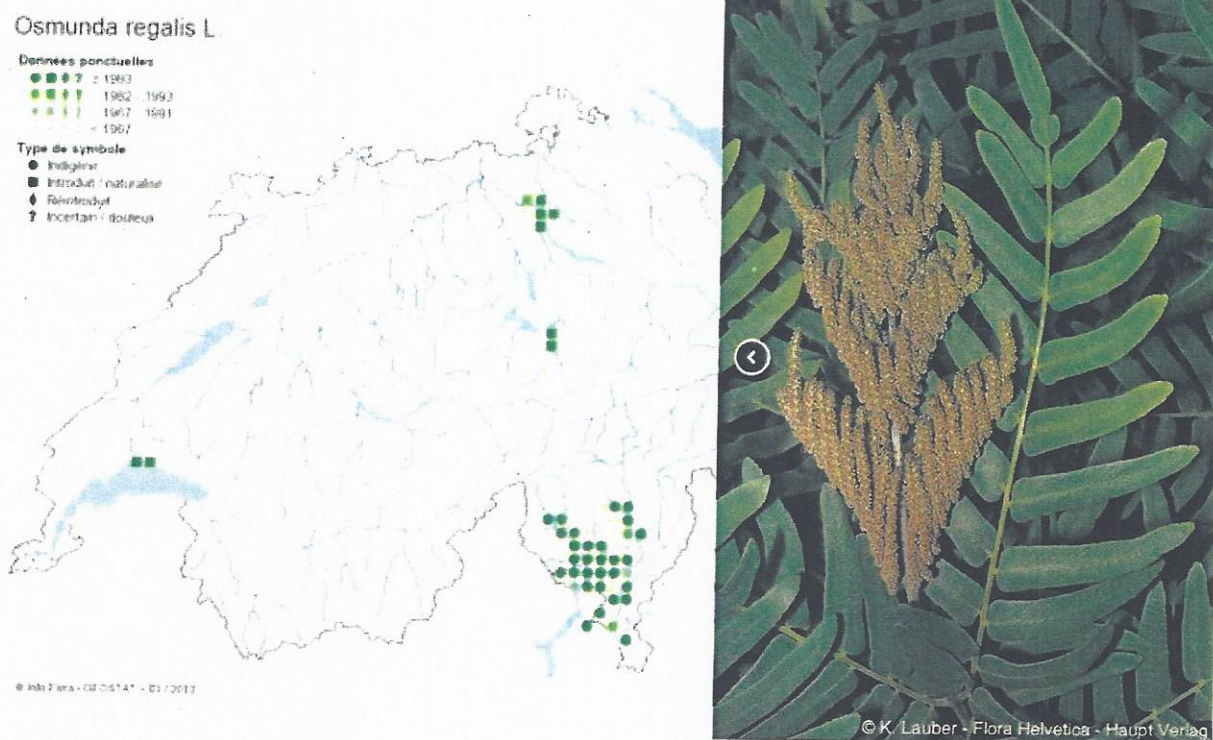 Osmunda regalis L
Données ponctuelles
? ≥ 1993
1982 - 1993
1967 - 1981
< 1967
Type de symbole
Indigène
Introduit / naturalisé
Réintroduit
? Incertain / douteux
© K. Lauber - Flora Helvetica - Haupt Verlag